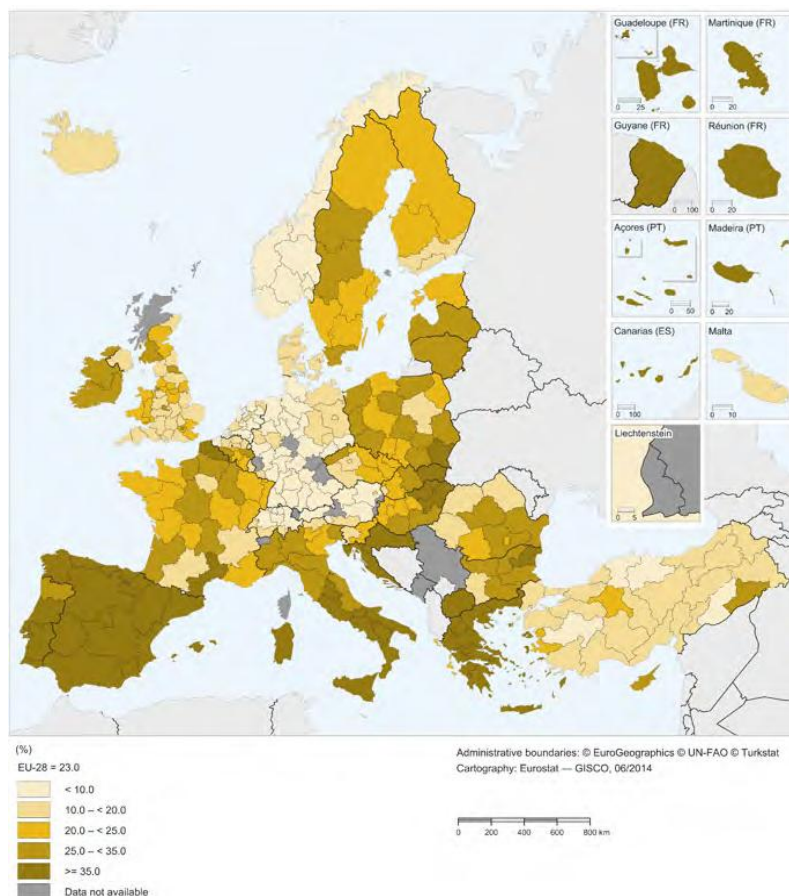 Guadeloupe (FR)
Martinique (FR)
0 25
0 20
Guyane (FR)
Réunion (FR)
0 100
0 20
Açores (PT)
Madeira (PT)
0 50
0 20
Canarias (ES)
Malta
0 100
0 10
Liechtenstein
0 5
(%)
EU-28 = 23.0
< 10.0
10.0 – < 20.0
20.0 – < 25.0
25.0 – < 35.0
>= 35.0
Data not available
Administrative boundaries: © EuroGeographics © UN-FAO © Turkstat
Cartography: Eurostat — GISCO, 06/2014
0 200 400 600 800 km